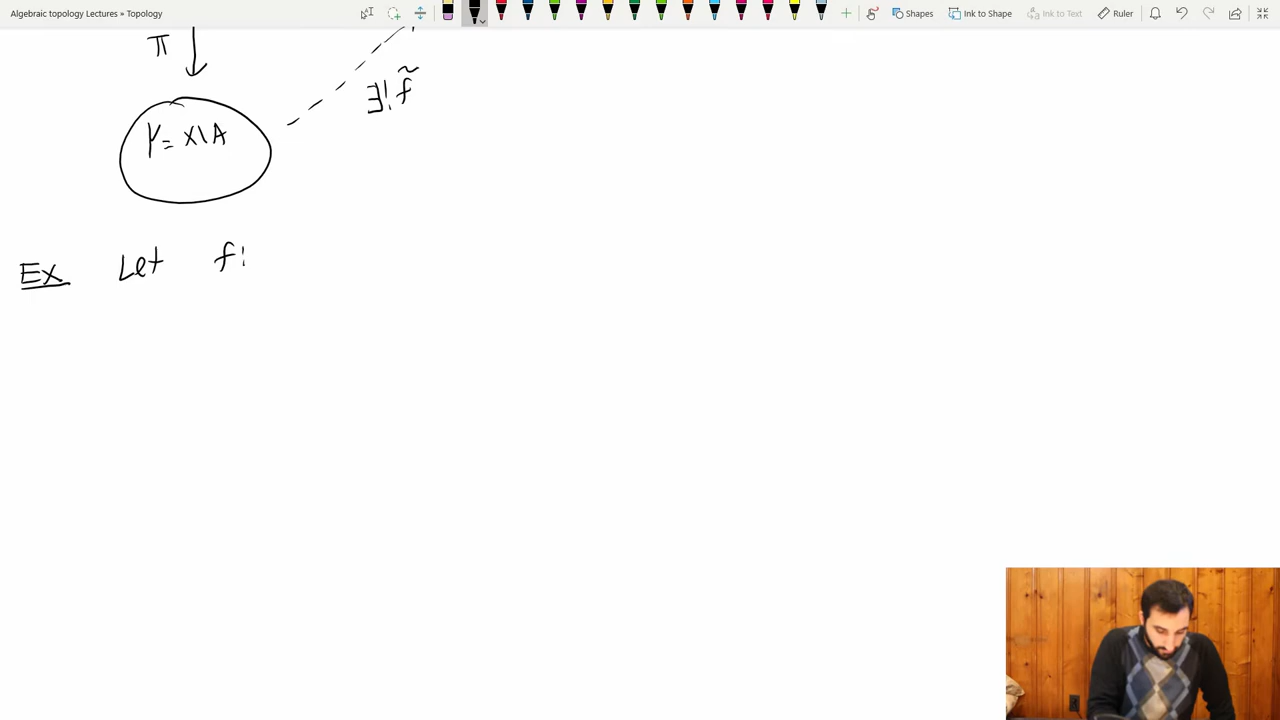 Algebraic topology Lectures » Topology
Shapes
Ink to Shape
Ink to Text
Ruler
π
∃! f̃
Y = X\A
Ex Let f: